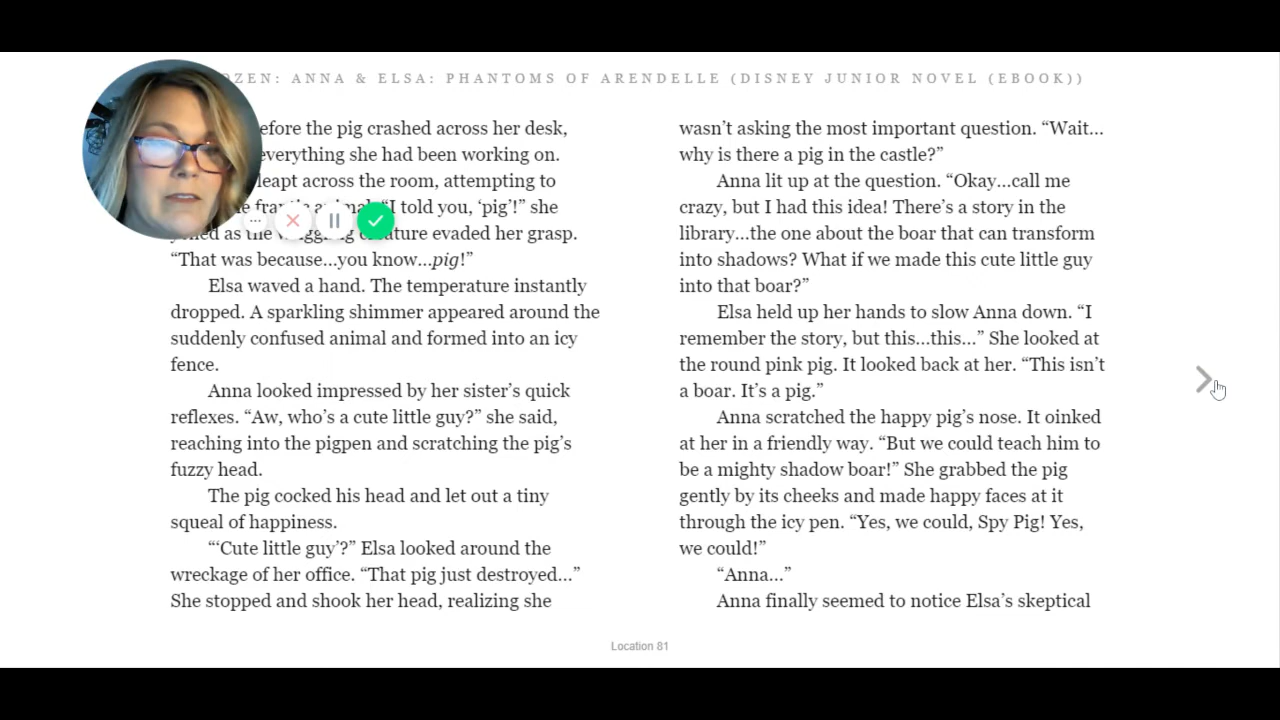 OZEN: ANNA & ELSA: PHANTOMS OF ARENDELLE (DISNEY JUNIOR NOVEL (EBOOK))
efore the pig crashed across her desk,
everything she had been working on.
leapt across the room, attempting to
“I told you, ‘pig’!” she
as the creature evaded her grasp.
“That was because…you know…pig!”
Elsa waved a hand. The temperature instantly
dropped. A sparkling shimmer appeared around the
suddenly confused animal and formed into an icy
fence.
Anna looked impressed by her sister’s quick
reflexes. “Aw, who’s a cute little guy?” she said,
reaching into the pigpen and scratching the pig’s
fuzzy head.
The pig cocked his head and let out a tiny
squeal of happiness.
“‘Cute little guy’?” Elsa looked around the
wreckage of her office. “That pig just destroyed…”
She stopped and shook her head, realizing she
wasn’t asking the most important question. “Wait…
why is there a pig in the castle?”
Anna lit up at the question. “Okay…call me
crazy, but I had this idea! There’s a story in the
library…the one about the boar that can transform
into shadows? What if we made this cute little guy
into that boar?”
Elsa held up her hands to slow Anna down. “I
remember the story, but this…this…” She looked at
the round pink pig. It looked back at her. “This isn’t
a boar. It’s a pig.”
Anna scratched the happy pig’s nose. It oinked
at her in a friendly way. “But we could teach him to
be a mighty shadow boar!” She grabbed the pig
gently by its cheeks and made happy faces at it
through the icy pen. “Yes, we could, Spy Pig! Yes,
we could!”
“Anna…”
Anna finally seemed to notice Elsa’s skeptical
Location 81